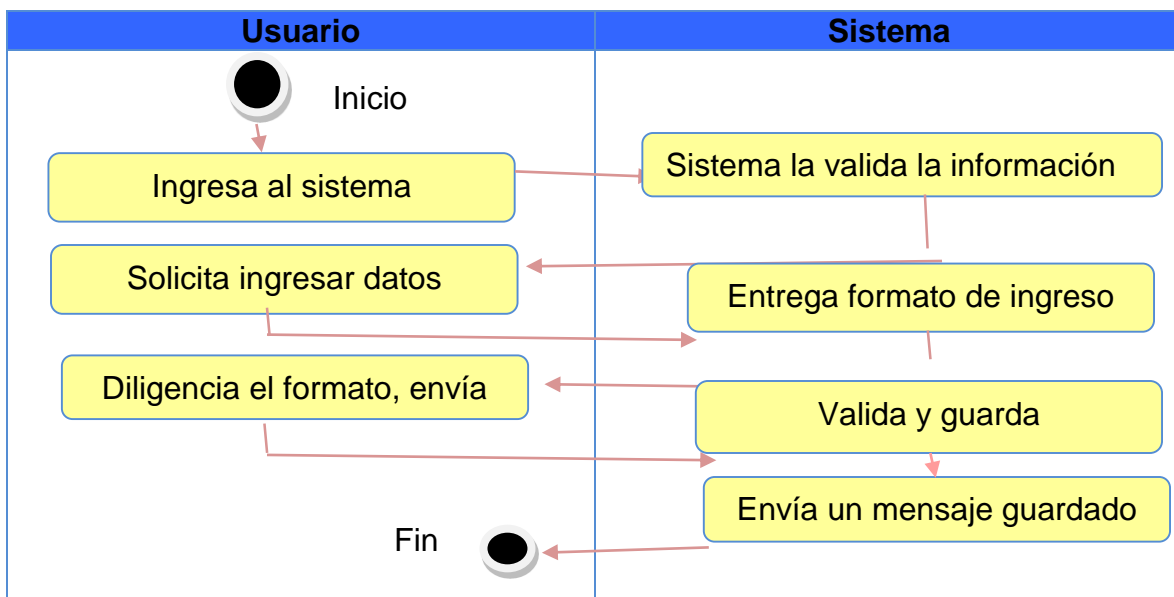 Usuario
Sistema
Inicio
Ingresa al sistema
Sistema la valida la información
Solicita ingresar datos
Entrega formato de ingreso
Diligencia el formato, envía
Valida y guarda
Envía un mensaje guardado
Fin